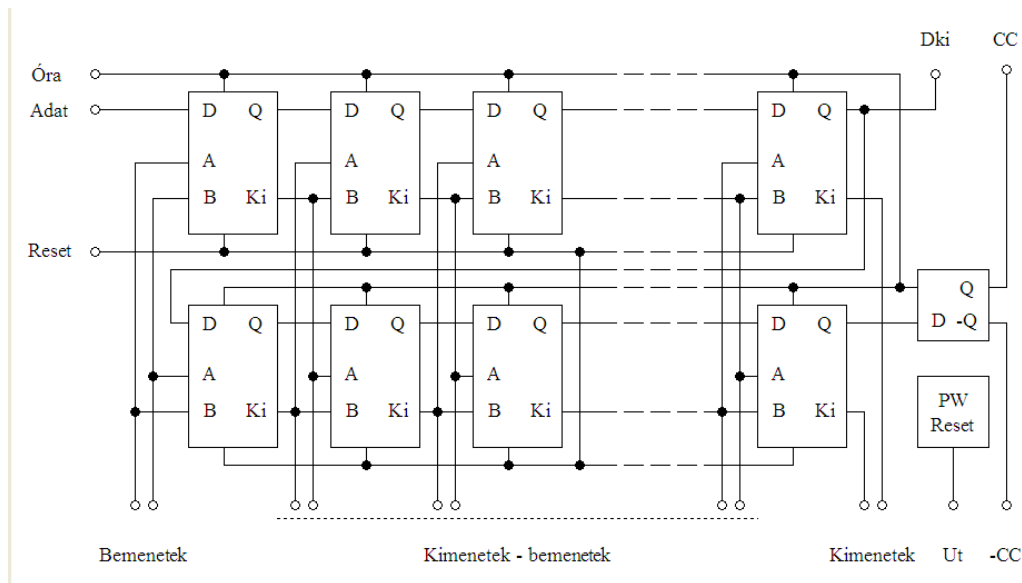 Dki CC
Óra
Adat
D Q D Q D Q D Q
A A A A
B Ki B Ki B Ki B Ki
Reset
Q
D Q D Q D Q D Q D -Q
A A A A
B Ki B Ki B Ki B Ki
PW
Reset
Bemenetek Kimenetek - bemenetek Kimenetek Ut -CC